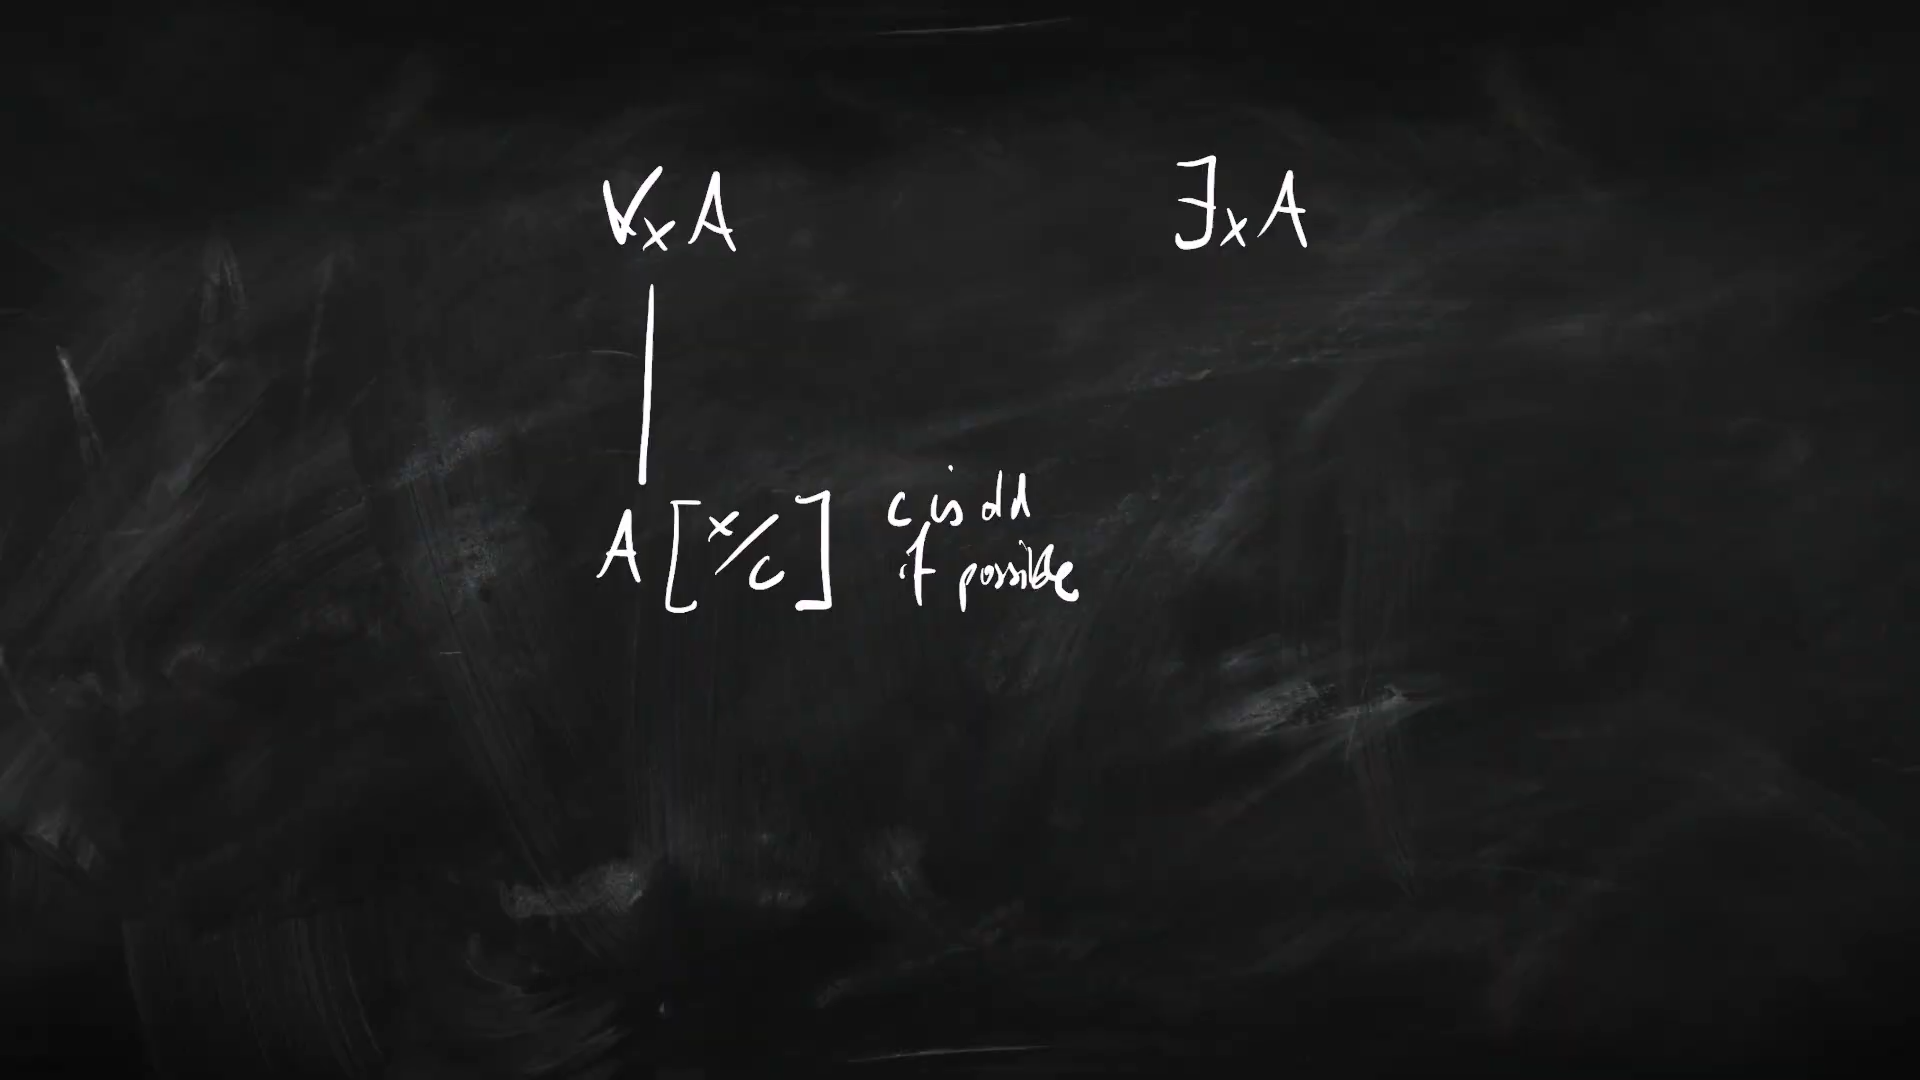 ∀x A
∃x A
A [x/c]
c is old
if possible